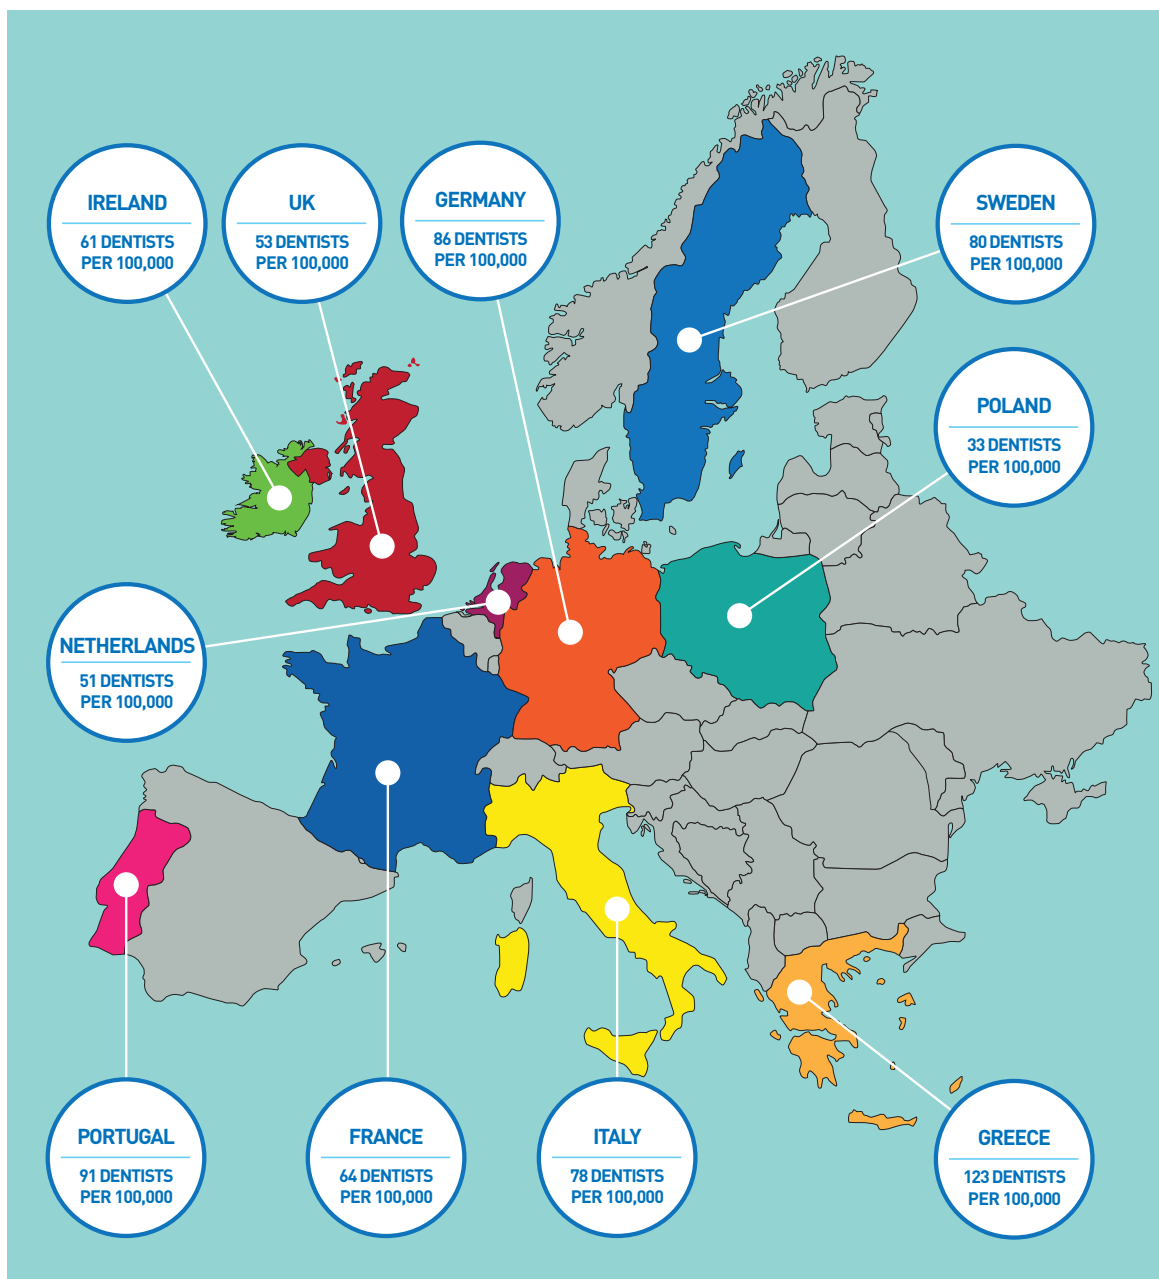 IRELAND
61 DENTISTS
PER 100,000
UK
53 DENTISTS
PER 100,000
GERMANY
86 DENTISTS
PER 100,000
SWEDEN
80 DENTISTS
PER 100,000
POLAND
33 DENTISTS
PER 100,000
NETHERLANDS
51 DENTISTS
PER 100,000
PORTUGAL
91 DENTISTS
PER 100,000
FRANCE
64 DENTISTS
PER 100,000
ITALY
78 DENTISTS
PER 100,000
GREECE
123 DENTISTS
PER 100,000